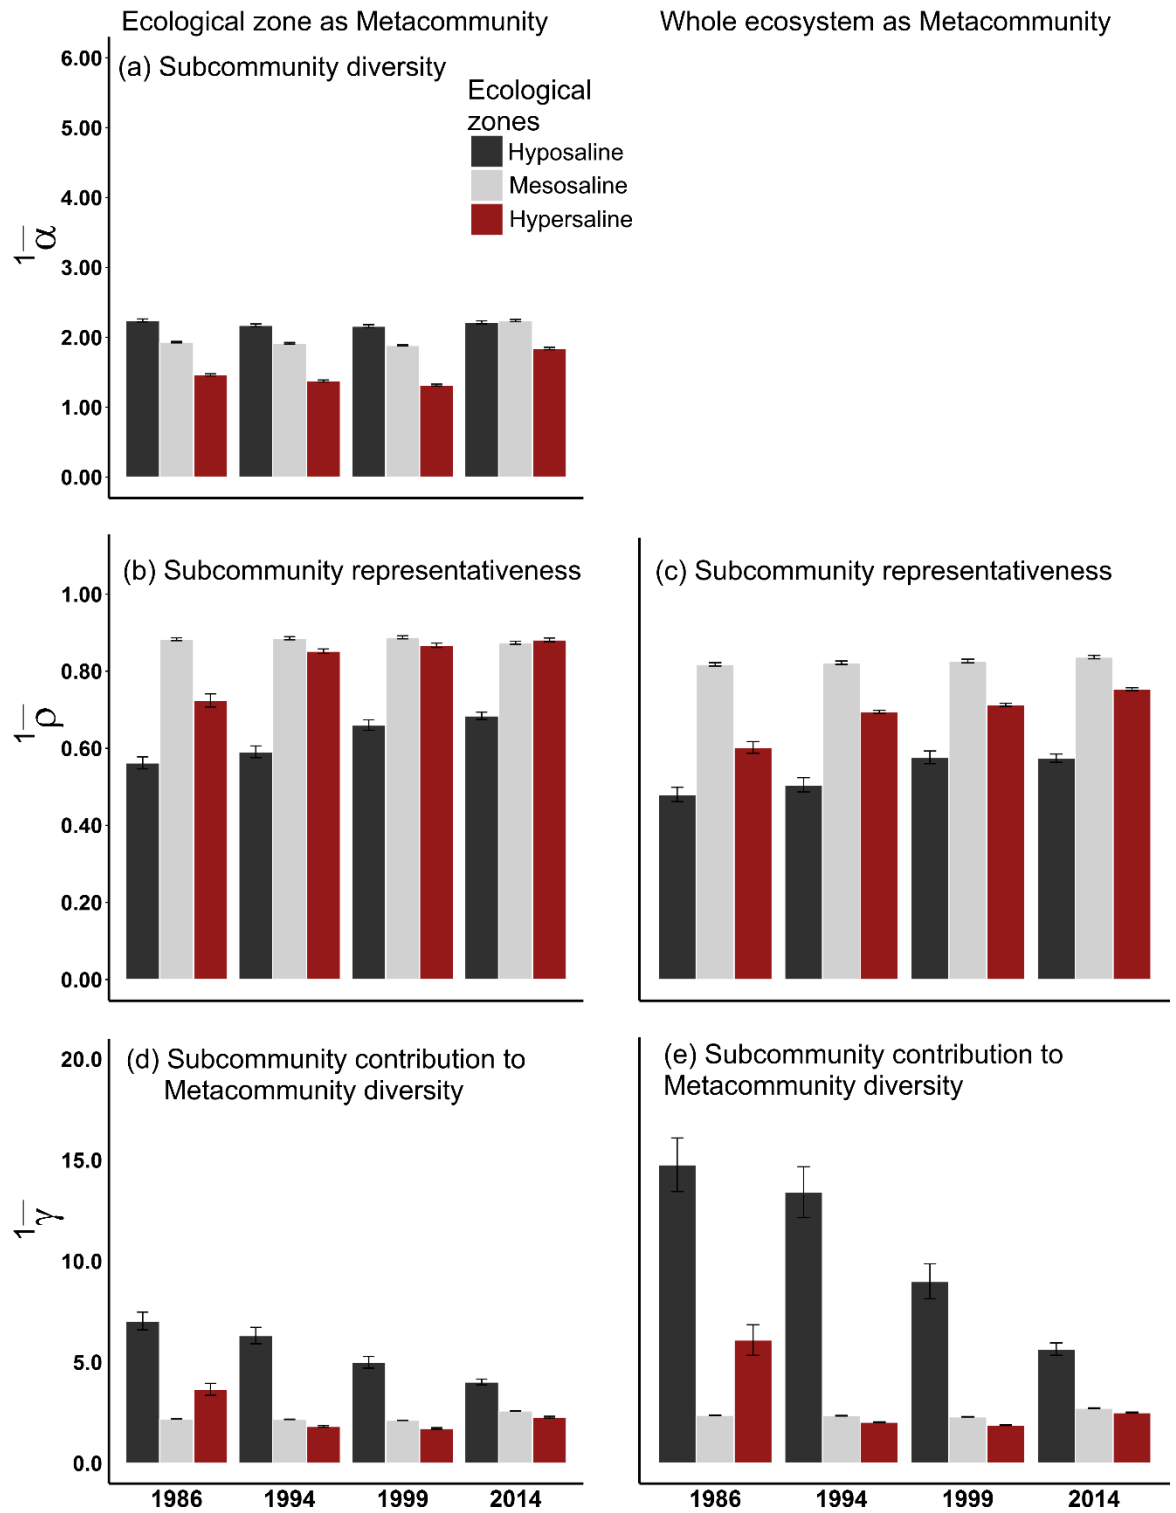 Ecological zone as Metacommunity
Whole ecosystem as Metacommunity
(a) Subcommunity diversity
Ecological
zones
Hyposaline
Mesosaline
Hypersaline
6.00
5.00
4.00
3.00
2.00
1.00
0.00
1α̅
(b) Subcommunity representativeness
1.00
0.80
0.60
0.40
0.20
0.00
1ρ̅
(c) Subcommunity representativeness
(d) Subcommunity contribution to
Metacommunity diversity
20.0
15.0
10.0
5.0
0.0
1γ̅
1986 1994 1999 2014
(e) Subcommunity contribution to
Metacommunity diversity
1986 1994 1999 2014